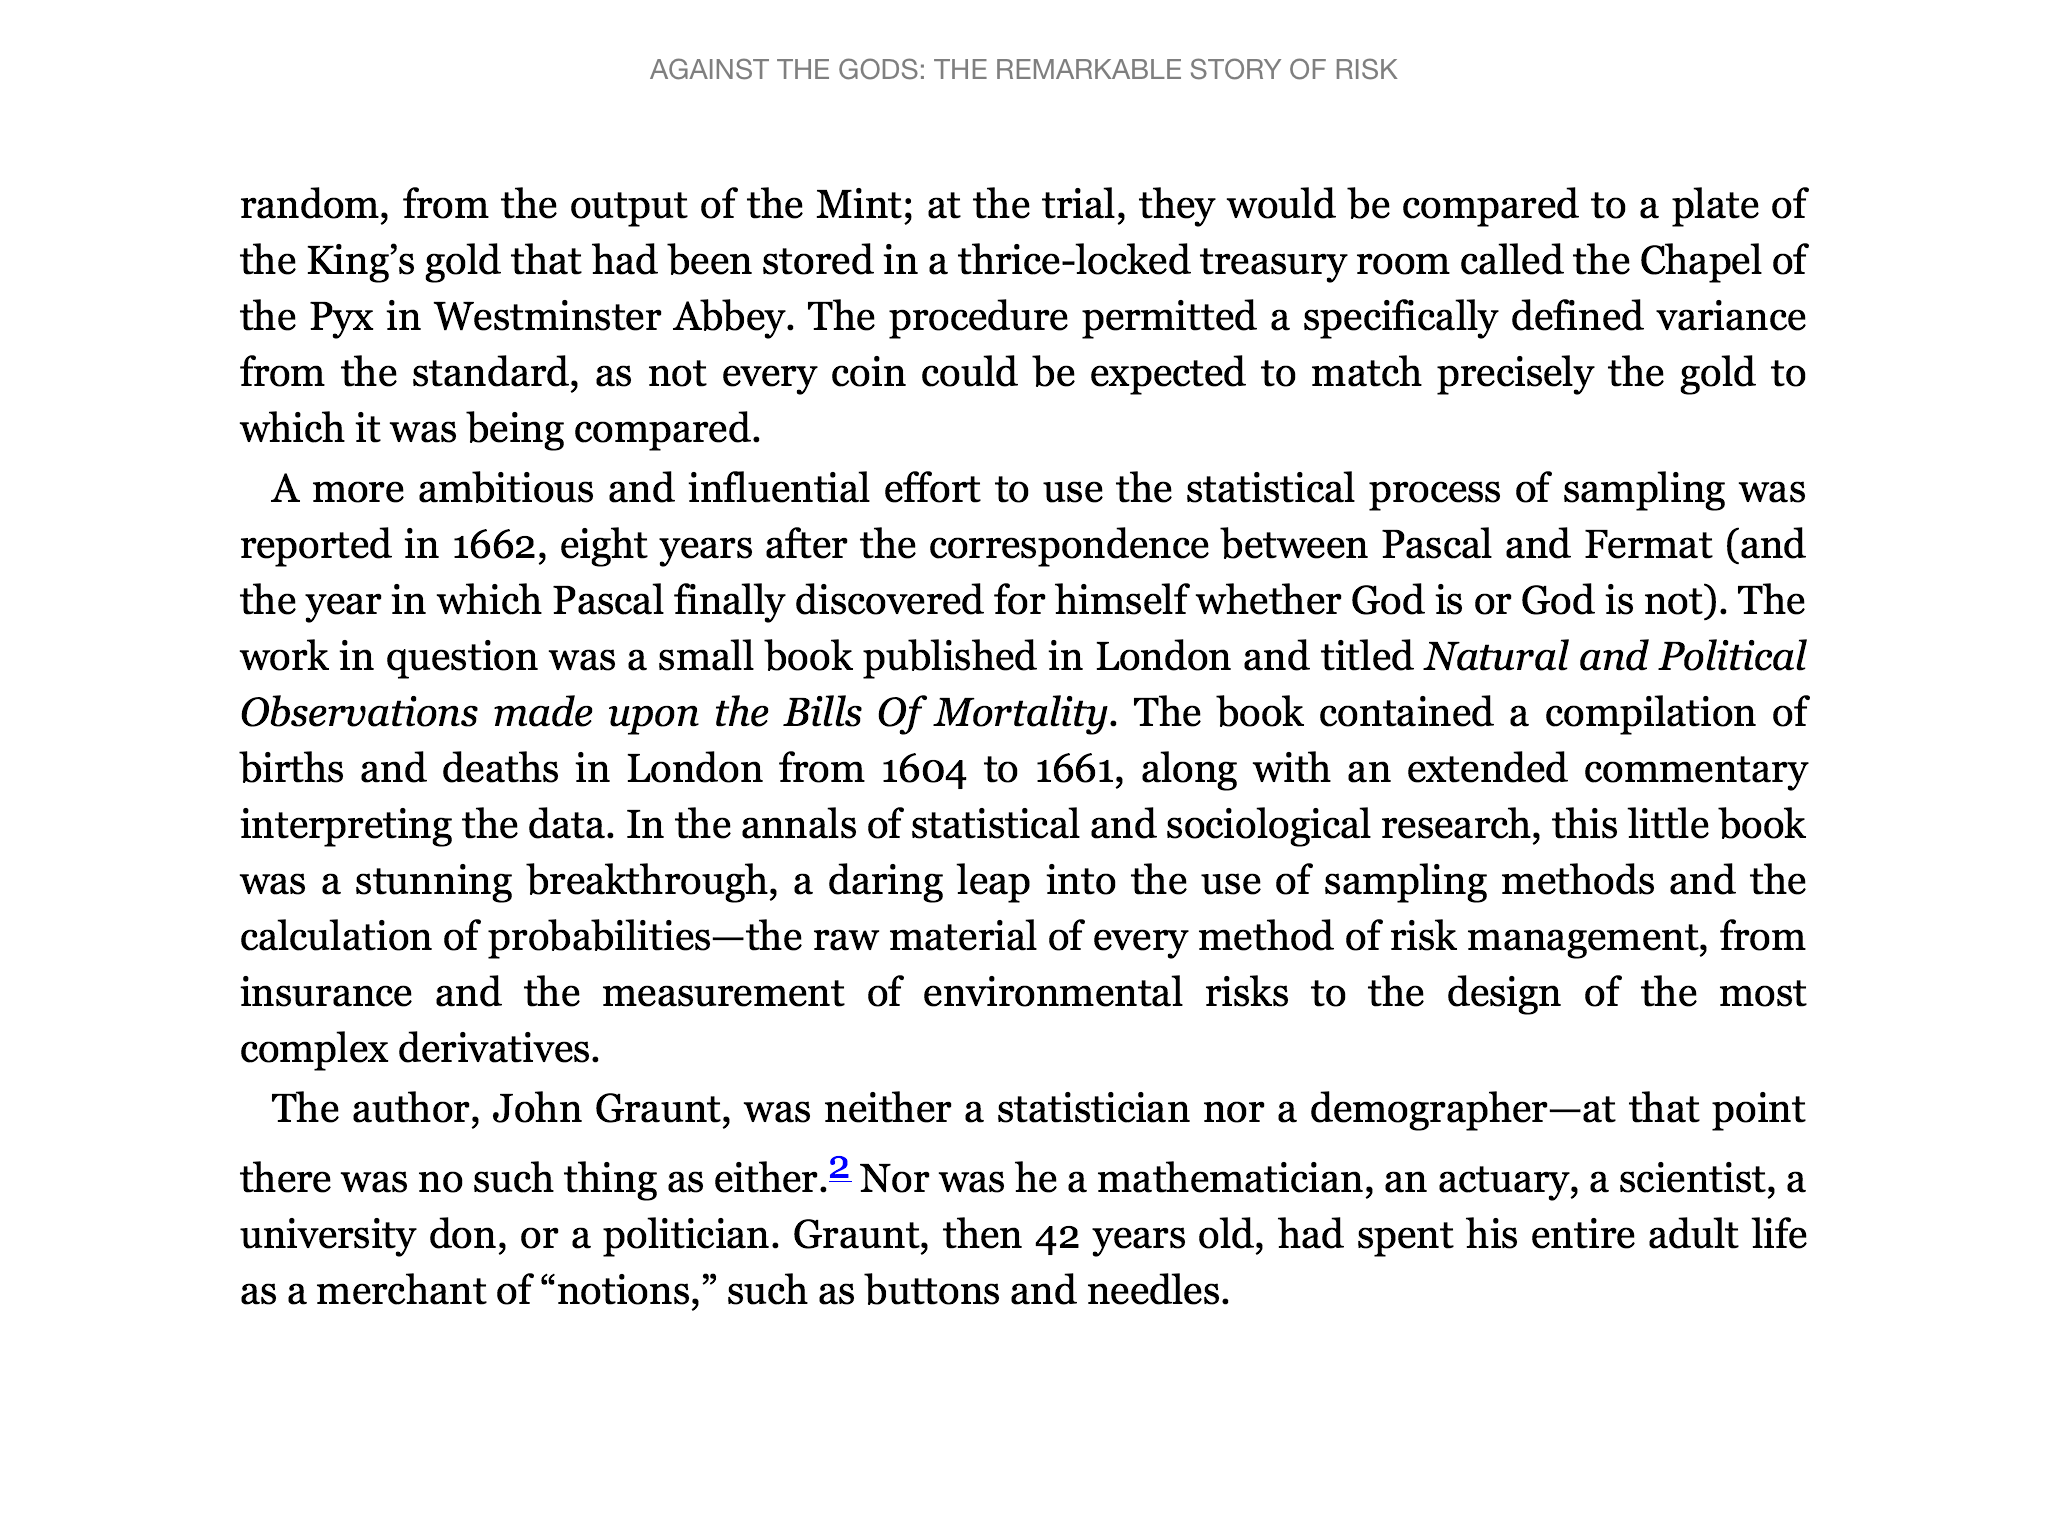 AGAINST THE GODS: THE REMARKABLE STORY OF RISK
random, from the output of the Mint; at the trial, they would be compared to a plate of
the King’s gold that had been stored in a thrice-locked treasury room called the Chapel of
the Pyx in Westminster Abbey. The procedure permitted a specifically defined variance
from the standard, as not every coin could be expected to match precisely the gold to
which it was being compared.
A more ambitious and influential effort to use the statistical process of sampling was
reported in 1662, eight years after the correspondence between Pascal and Fermat (and
the year in which Pascal finally discovered for himself whether God is or God is not). The
work in question was a small book published in London and titled Natural and Political
Observations made upon the Bills Of Mortality. The book contained a compilation of
births and deaths in London from 1604 to 1661, along with an extended commentary
interpreting the data. In the annals of statistical and sociological research, this little book
was a stunning breakthrough, a daring leap into the use of sampling methods and the
calculation of probabilities—the raw material of every method of risk management, from
insurance and the measurement of environmental risks to the design of the most
complex derivatives.
The author, John Graunt, was neither a statistician nor a demographer—at that point
there was no such thing as either.2 Nor was he a mathematician, an actuary, a scientist, a
university don, or a politician. Graunt, then 42 years old, had spent his entire adult life
as a merchant of “notions,” such as buttons and needles.